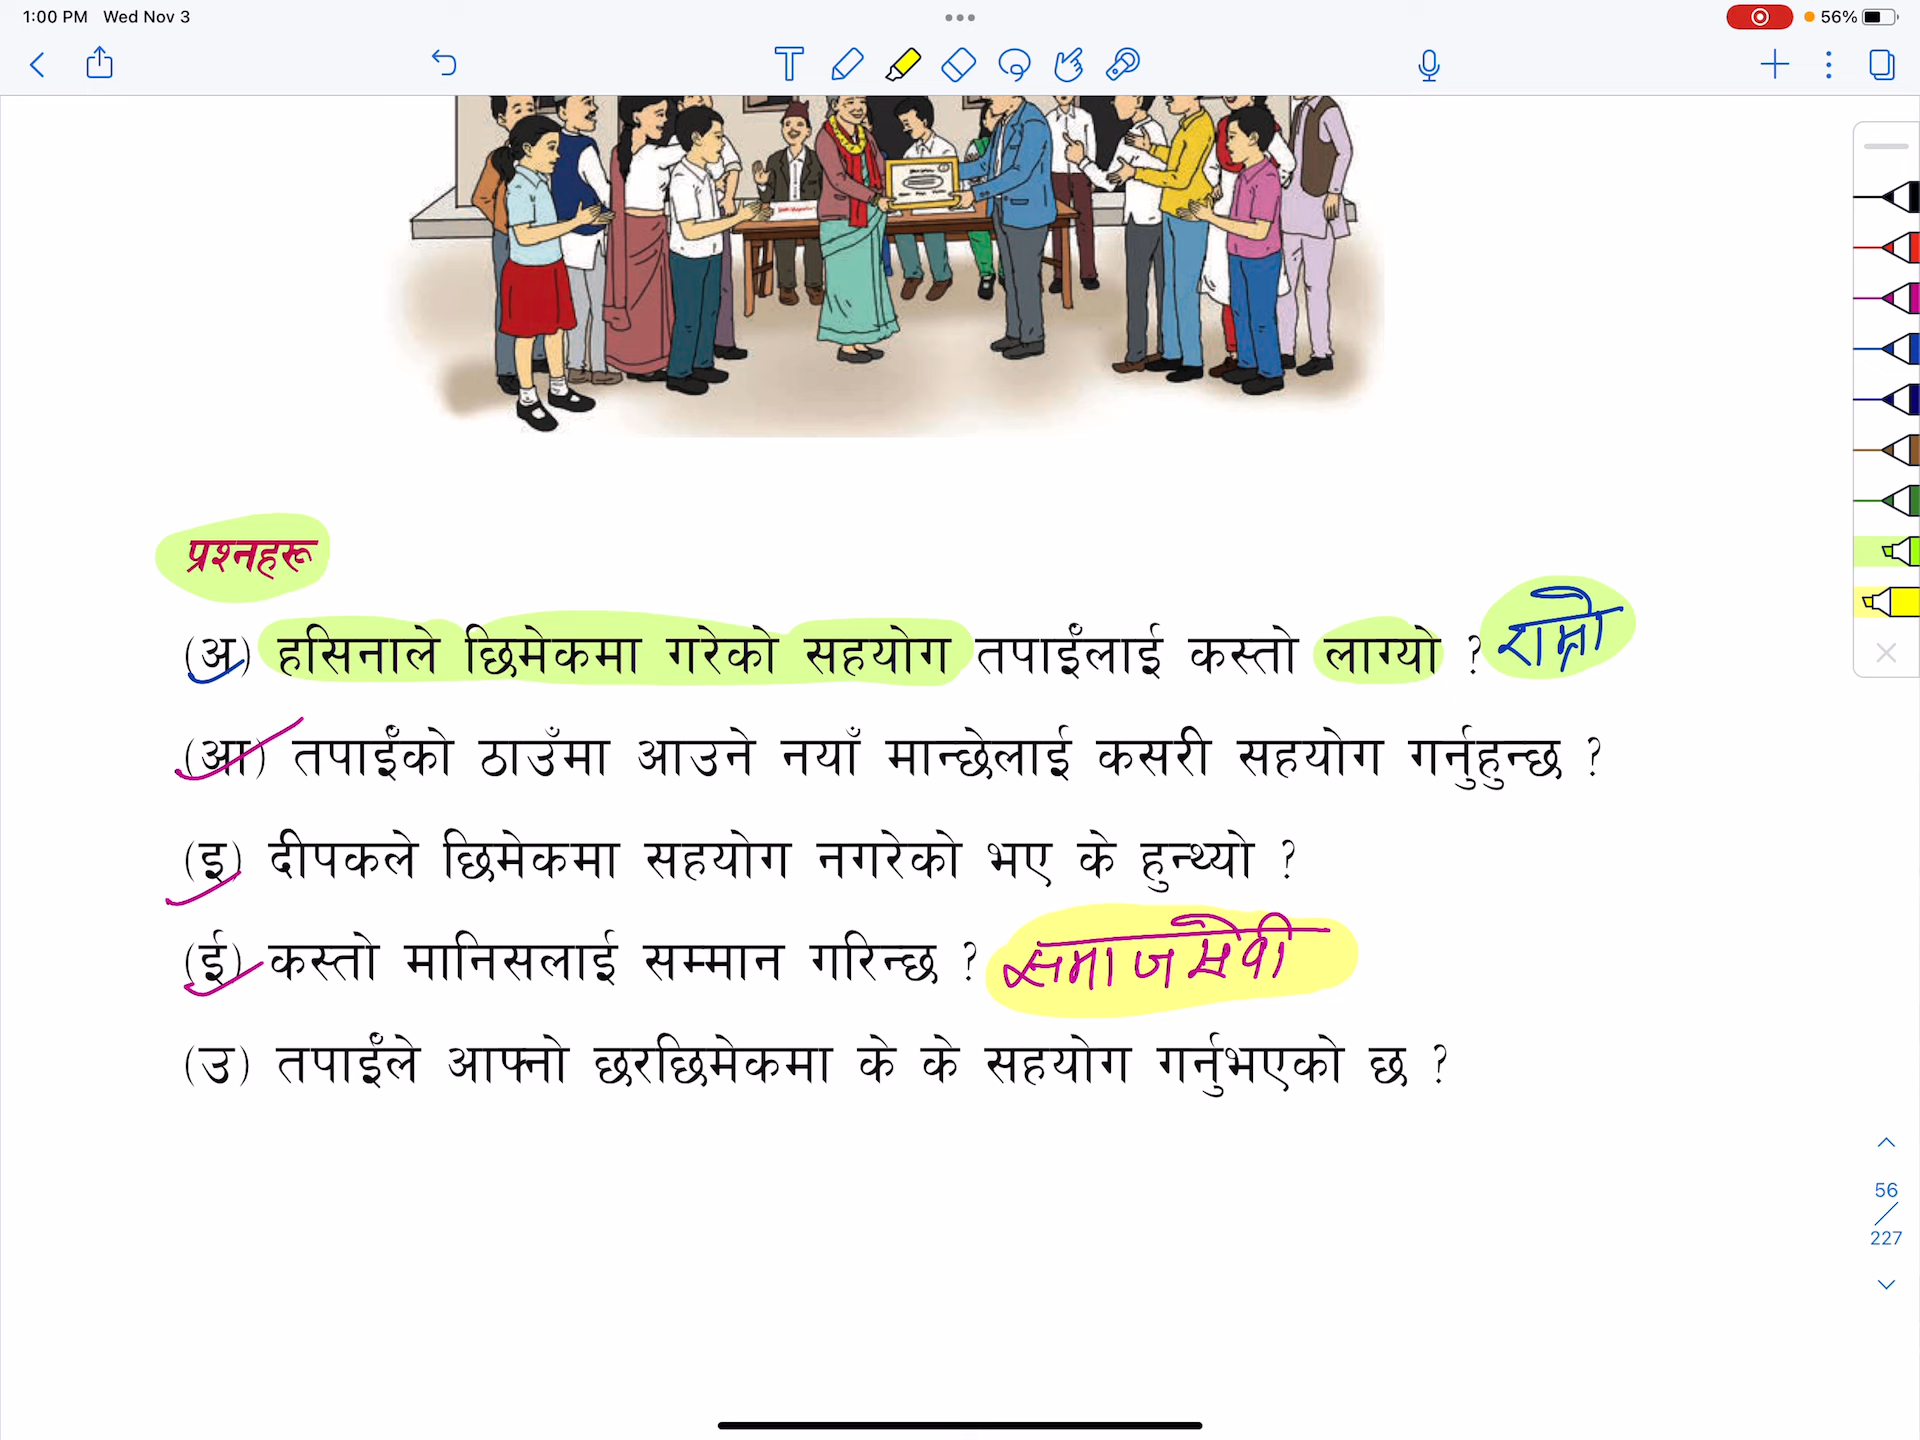 1:00 PM Wed Nov 3
56%
प्रश्नहरू
(अ) हसिनाले छिमेकमा गरेको सहयोग तपाईंलाई कस्तो लाग्यो ? राम्रो
(आ) तपाईंको ठाउँमा आउने नयाँ मान्छेलाई कसरी सहयोग गर्नुहुन्छ ?
(इ) दीपकले छिमेकमा सहयोग नगरेको भए के हुन्थ्यो ?
(ई) कस्तो मानिसलाई सम्मान गरिन्छ ? समाजसेवी
(उ) तपाईंले आफ्नो छरछिमेकमा के के सहयोग गर्नुभएको छ ?
56
/
227